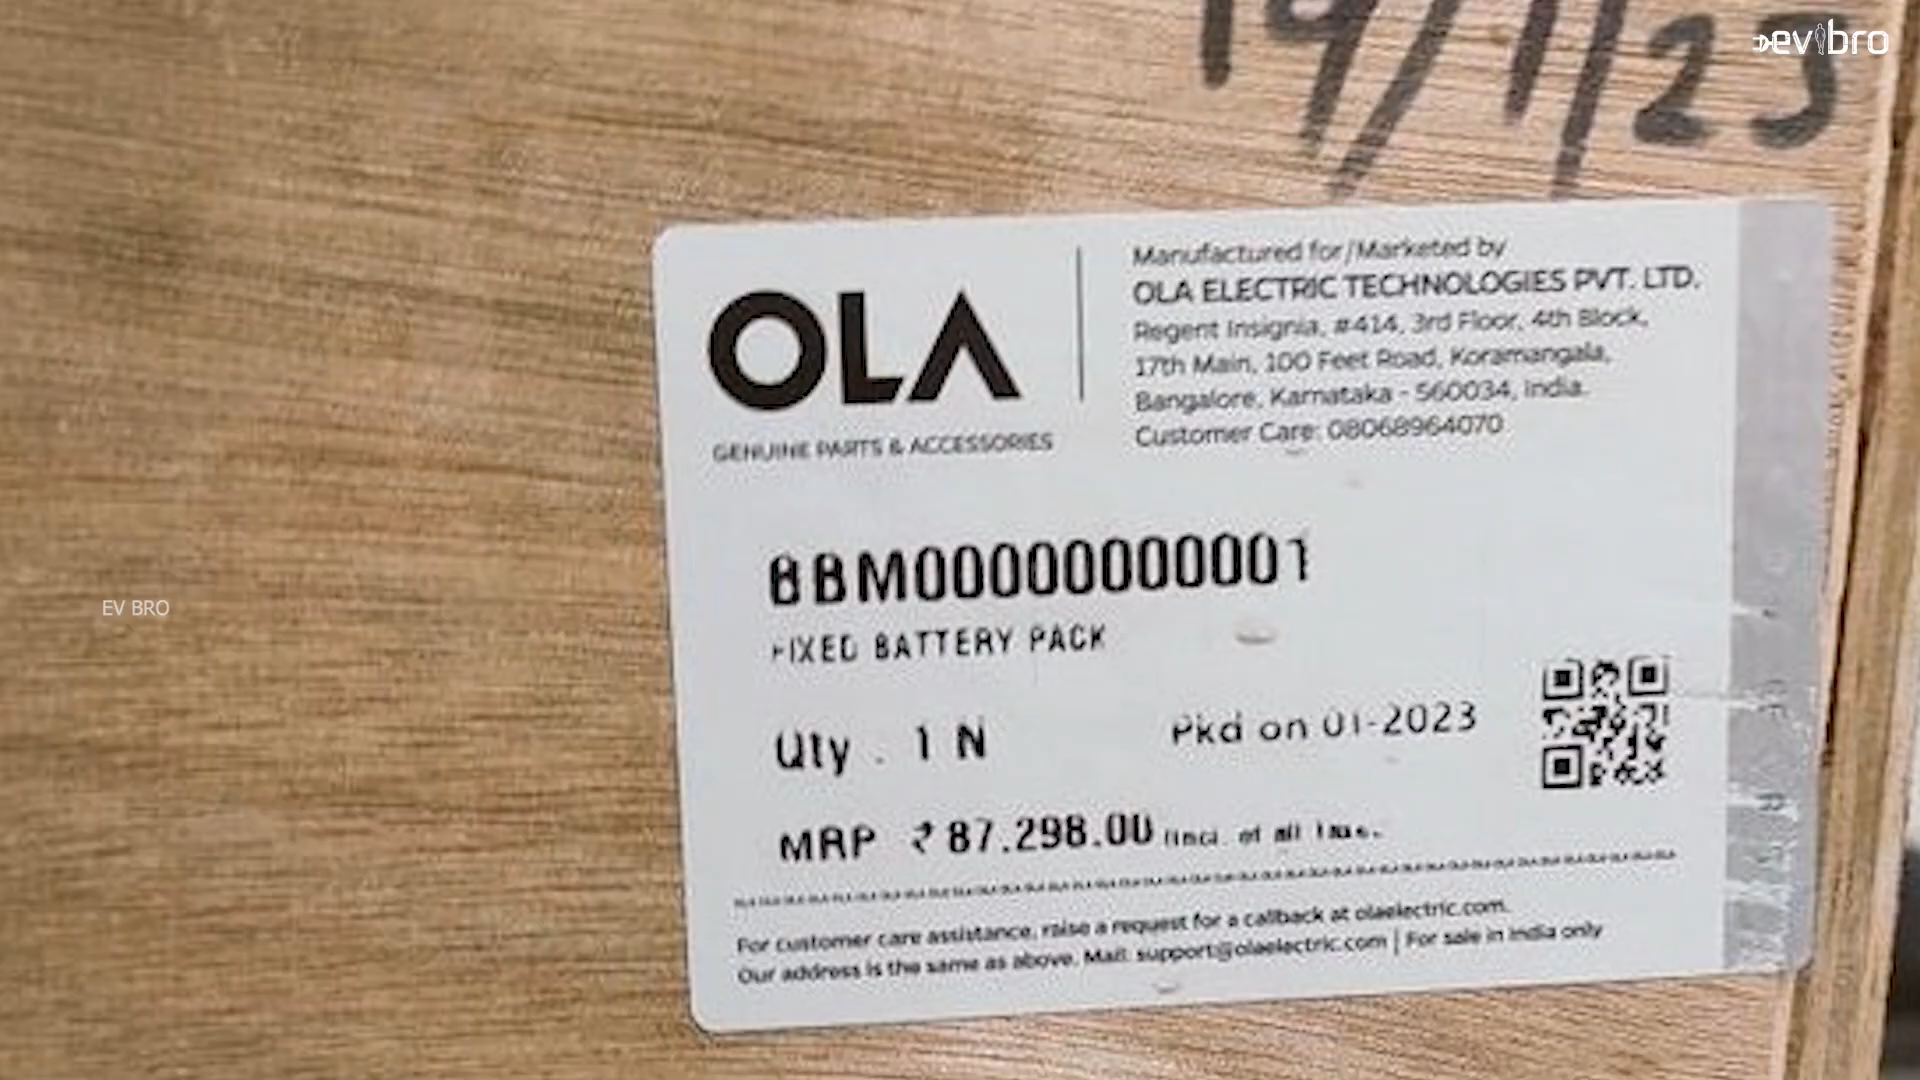 19/1/23
evbro
OLA
GENUINE PARTS & ACCESSORIES
Manufactured for/Marketed by
OLA ELECTRIC TECHNOLOGIES PVT. LTD.
Regent Insignia, #414, 3rd Floor, 4th Block,
17th Main, 100 Feet Road, Koramangala,
Bangalore, Karnataka - 560034, India.
Customer Care: 08068964070
BBM00000000001
FIXED BATTERY PACK
EV BRO
Qty . 1 N
Pkd on 01-2023
MRP ₹ 87,298.00 (Incl. of all
For customer care assistance, raise a request for a callback at olaelectric.com.
Our address is the same as above. Mail: support@olaelectric.com | For sale in India only